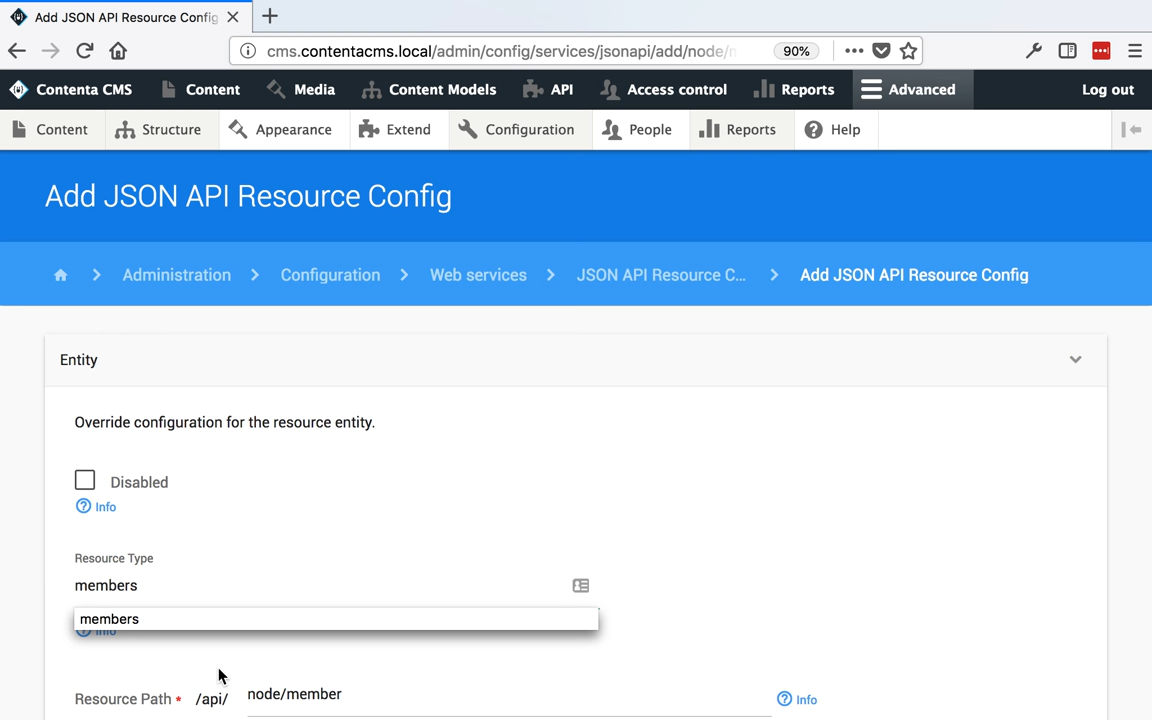 Add JSON API Resource Config
cms.contentacms.local/admin/config/services/jsonapi/add/node/ 90%
Contenta CMS Content Media Content Models API Access control Reports Advanced Log out
Content Structure Appearance Extend Configuration People Reports Help
Add JSON API Resource Config
Administration Configuration Web services JSON API Resource C... Add JSON API Resource Config
Entity
Override configuration for the resource entity.
Disabled
Info
Resource Type
members
members
Resource Path * /api/ node/member Info